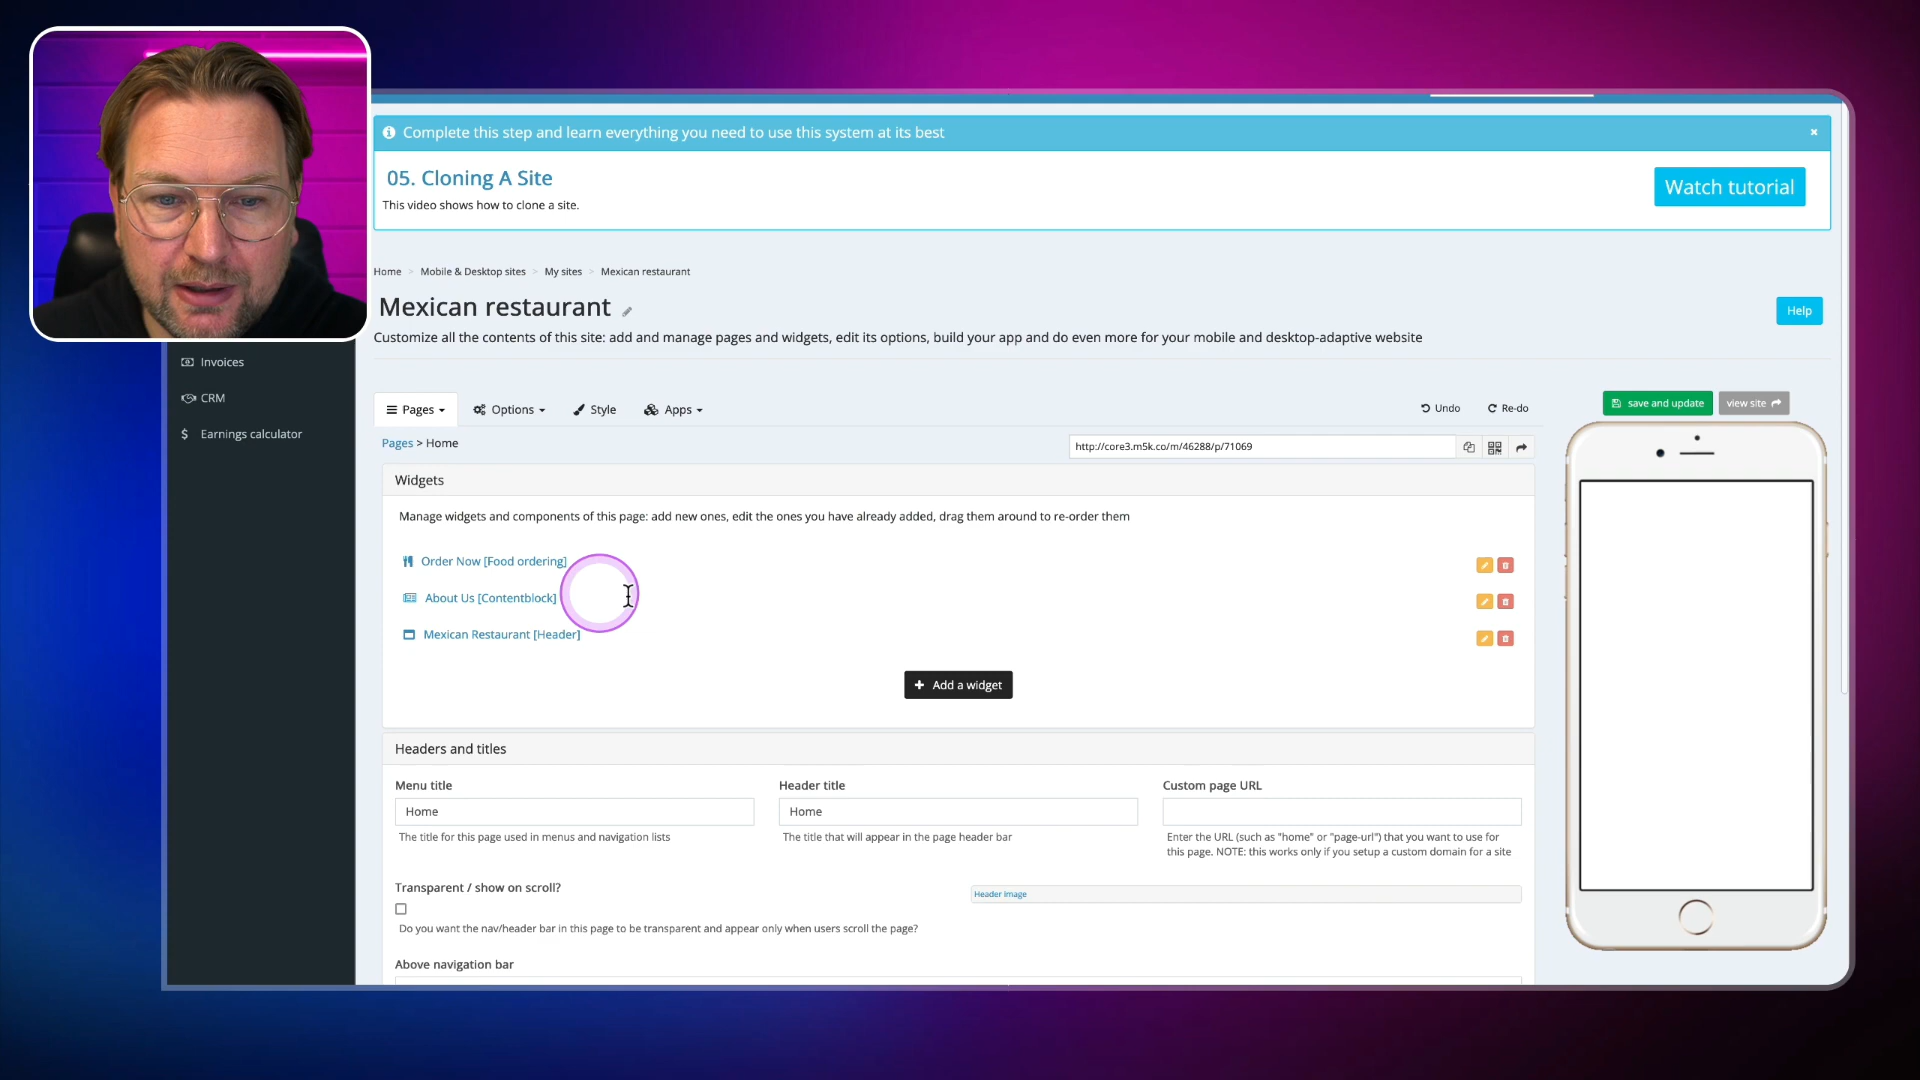 Complete this step and learn everything you need to use this system at its best
05. Cloning A Site
This video shows how to clone a site.
Watch tutorial
Home > Mobile & Desktop sites > My sites > Mexican restaurant
Mexican restaurant
Help
Customize all the contents of this site: add and manage pages and widgets, edit its options, build your app and do even more for your mobile and desktop-adaptive website
Invoices
CRM
Earnings calculator
Pages Options Style Apps Undo Re-do
save and update view site
Pages > Home
http://core3.m5k.co/m/46288/p/71069
Widgets
Manage widgets and components of this page: add new ones, edit the ones you have already added, drag them around to re-order them
Order Now [Food ordering]
About Us [Contentblock]
Mexican Restaurant [Header]
+ Add a widget
Headers and titles
Menu title
Home
The title for this page used in menus and navigation lists
Header title
Home
The title that will appear in the page header bar
Custom page URL
Enter the URL (such as "home" or "page-url") that you want to use for
this page. NOTE: this works only if you setup a custom domain for a site
Transparent / show on scroll?
Do you want the nav/header bar in this page to be transparent and appear only when users scroll the page?
Header Image
Above navigation bar